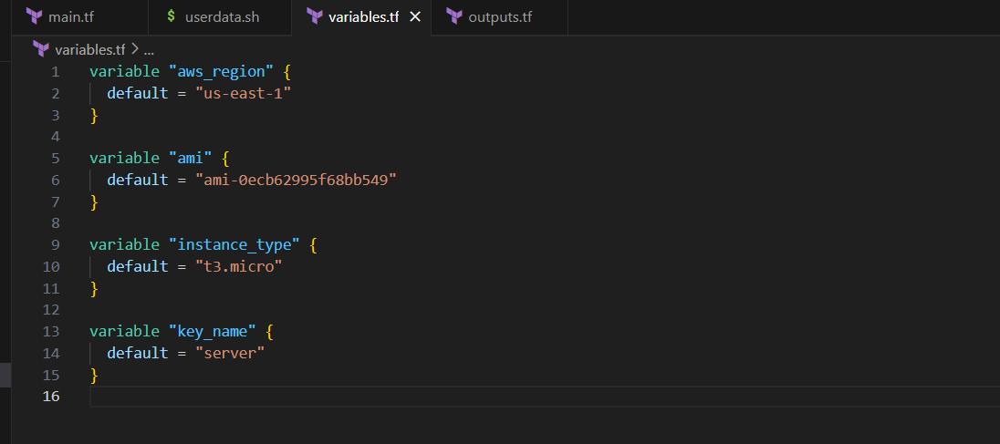 main.tf
$ userdata.sh
variables.tf
outputs.tf
variables.tf > ...
1 variable "aws_region" {
2   default = "us-east-1"
3 }
4
5 variable "ami" {
6   default = "ami-0ecb62995f68bb549"
7 }
8
9 variable "instance_type" {
10   default = "t3.micro"
11 }
12
13 variable "key_name" {
14   default = "server"
15 }
16